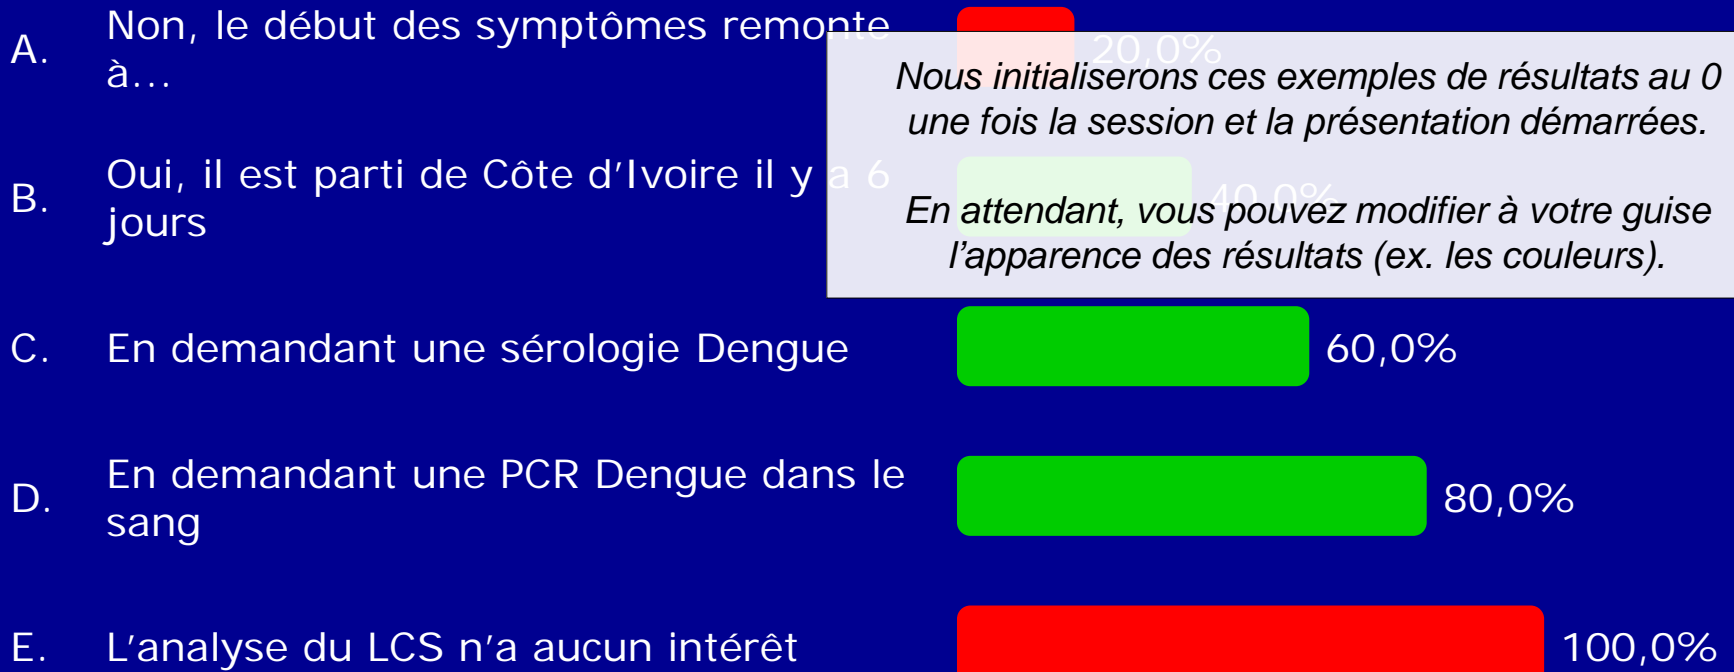 A. Non, le début des symptômes remonte
à...
20,0%
Nous initialiserons ces exemples de résultats au 0
une fois la session et la présentation démarrées.
B. Oui, il est parti de Côte d'Ivoire il y a 6
jours
40,0%
En attendant, vous pouvez modifier à votre guise
l'apparence des résultats (ex. les couleurs).
C. En demandant une sérologie Dengue
60,0%
D. En demandant une PCR Dengue dans le
sang
80,0%
E. L'analyse du LCS n'a aucun intérêt
100,0%